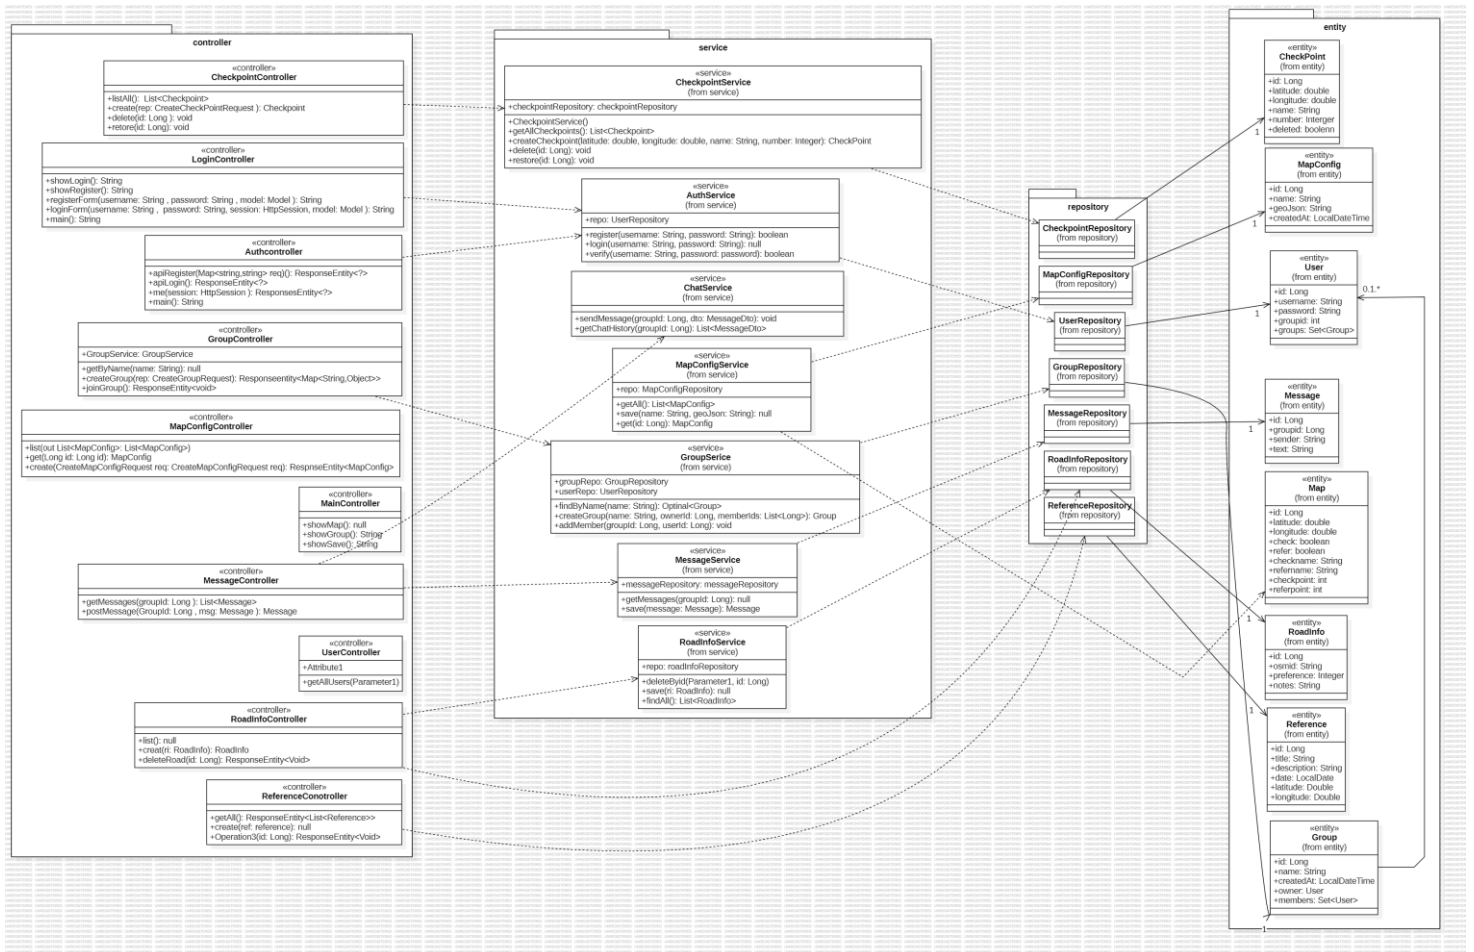 controller
«controller»
CheckpointController
+listAll():  List<Checkpoint>
+create(rep: CreateCheckPointRequest ): Checkpoint
+delete(id: Long ): void
+retore(id: Long): void
«controller»
LoginController
+showLogin(): String
+showRegister(): String
+registerForm(username: String , password: String , model: Model ): String
+loginForm(username: String ,  password: String, session: HttpSession, model: Model ): String
+main(): String
«controller»
Authcontroller
+apiRegister(Map<string,string> req)(): ResponseEntity<?>
+apiLogin(): ResponseEntity<?>
+me(session: HttpSession ): ResponsesEntity<?>
+main(): String
«controller»
GroupController
+GroupService: GroupService
+getByName(name: String): null
+createGroup(rep: CreateGroupRequest): Responseentity<Map<String,Object>>
+joinGroup(): ResponseEntity<void>
«controller»
MapConfigController
+list(out List<MapConfig>: List<MapConfig>)
+get(Long id: Long id): MapConfig
+create(CreateMapConfigRequest req: CreateMapConfigRequest req): RespnseEntity<MapConfig>
«controller»
MainController
+showMap(): null
+showGroup(): String
+showSave(): String
«controller»
MessageController
+getMessages(groupId: Long ): List<Message>
+postMessage(GroupId: Long , msg: Message ): Message
«controller»
UserController
+Attribute1
+getAllUsers(Parameter1)
«controller»
RoadInfoController
+list(): null
+creat(ri: RoadInfo): RoadInfo
+deleteRoad(id: Long): ResponseEntity<Void>
«controller»
ReferenceConotroller
+getAll(): ResponseEntity<List<Reference>>
+create(ref: reference): null
+Operation3(id: Long): ResponseEntity<Void>
service
«service»
CheckpointService
(from service)
+checkpointRepository: checkpointRepository
+CheckpointService()
+getAllCheckpoints(): List<Checkpoint>
+createCheckpoint(latitude: double, longitude: double, name: String, number: Integer): CheckPoint
+delete(id: Long): void
+restore(id: Long): void
«service»
AuthService
(from service)
+repo: UserRepository
+register(username: String, password: String): boolean
+login(username: String, password: String): null
+verify(username: String, password: password): boolean
«service»
ChatService
(from service)
+sendMessage(groupId: Long, dto: MessageDto): void
+getChatHistory(groupId: Long): List<MessageDto>
«service»
MapConfigService
(from service)
+repo: MapConfigRepository
+getAll(): List<MapConfig>
+save(name: String, geoJson: String): null
+get(id: Long): MapConfig
«service»
GroupSerice
(from service)
+groupRepo: GroupRepository
+userRepo: UserRepository
+findByName(name: String): Optinal<Group>
+createGroup(name: String, ownerId: Long, memberIds: List<Long>): Group
+addMember(groupId: Long, userId: Long): void
«service»
MessageService
(from service)
+messageRepository: messageRepository
+getMessages(groupId: Long): null
+save(message: Message): Message
«service»
RoadInfoService
(from service)
+repo: roadInfoRepository
+deleteByid(Parameter1, id: Long)
+save(ri: RoadInfo): null
+findAll(): List<RoadInfo>
repository
CheckpointRepository
(from repository)
MapConfigRepository
(from repository)
UserRepository
(from repository)
GroupRepository
(from repository)
MessageRepository
(from repository)
RoadInfoRepository
(from repository)
ReferenceRepository
(from repository)
entity
«entity»
CheckPoint
(from entity)
+id: Long
+latitude: double
+longitude: double
+name: String
+number: Interger
+deleted: boolenn
1
«entity»
MapConfig
(from entity)
+id: Long
+name: String
+geoJson: String
+createdAt: LocalDateTime
1
«entity»
User
(from entity)
+id: Long
+username: String
+password: String
+groupid: int
+groups: Set<Group>
1
0.1.*
«entity»
Message
(from entity)
+id: Long
+groupid: Long
+sender: String
+text: String
1
«entity»
Map
(from entity)
+id: Long
+latitude: double
+longitude: double
+check: boolean
+refer: boolean
+checkname: String
+refername: String
+checkpoint: int
+referpoint: int
«entity»
RoadInfo
(from entity)
+id: Long
+osmid: String
+preference: Integer
+notes: String
1
«entity»
Reference
(from entity)
+id: Long
+title: String
+description: String
+date: LocalDate
+latitude: Double
+longitude: Double
1
«entity»
Group
(from entity)
+id: Long
+name: String
+createdAt: LocalDateTime
+owner: User
+members: Set<User>
1